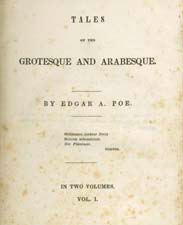 TALES
OF THE
GROTESQUE AND ARABESQUE.
BY EDGAR A. POE.
IN TWO VOLUMES.
VOL. I.